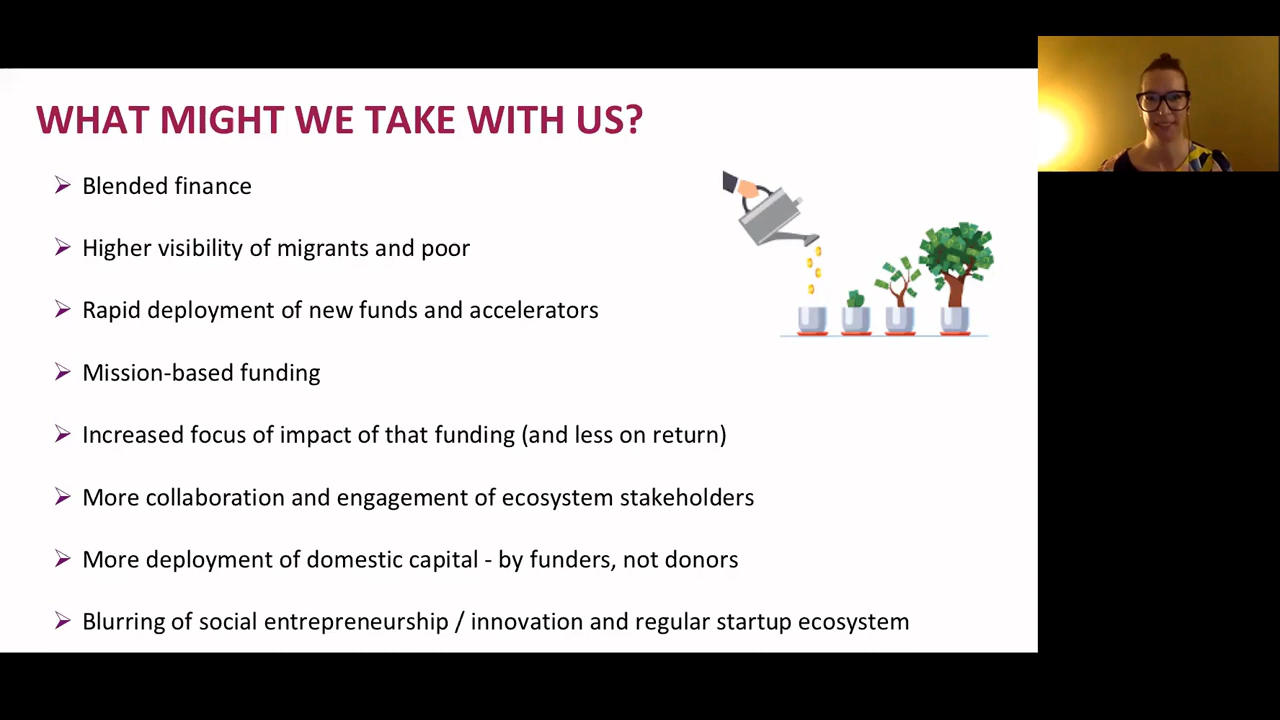 WHAT MIGHT WE TAKE WITH US?
Blended finance
Higher visibility of migrants and poor
Rapid deployment of new funds and accelerators
Mission-based funding
Increased focus of impact of that funding (and less on return)
More collaboration and engagement of ecosystem stakeholders
More deployment of domestic capital - by funders, not donors
Blurring of social entrepreneurship / innovation and regular startup ecosystem